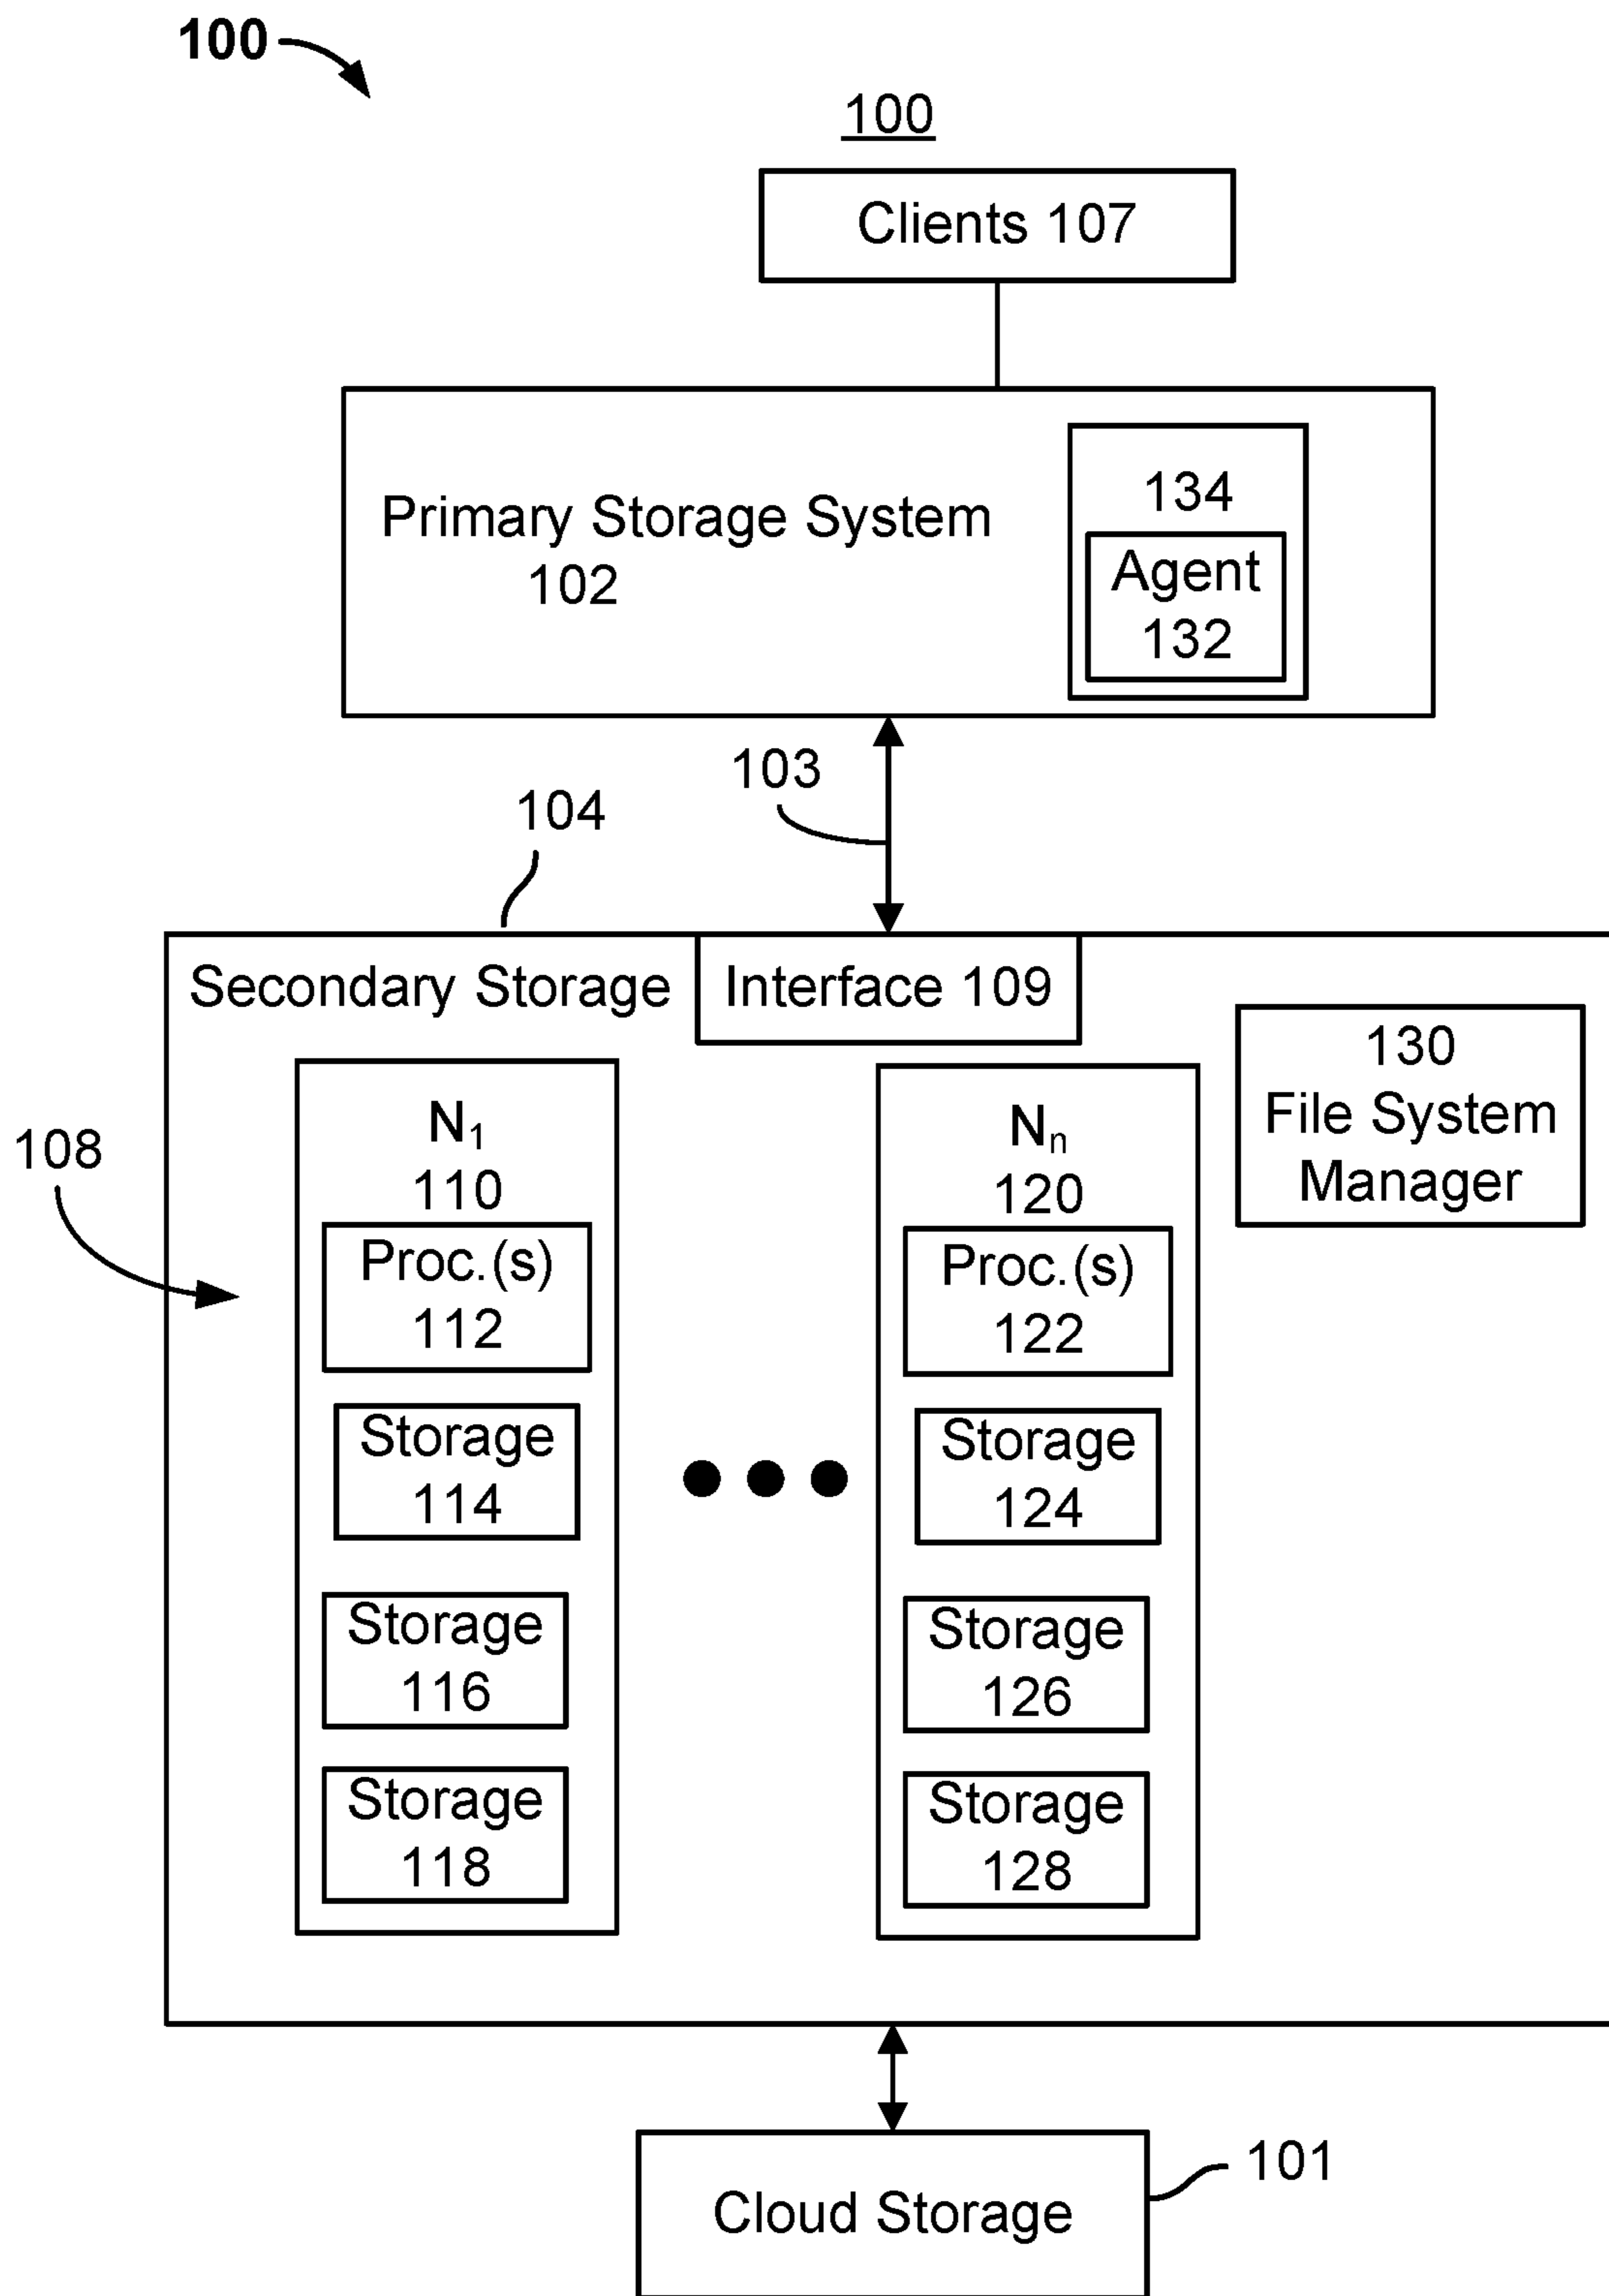 100
100
Clients 107
Primary Storage System
102
134
Agent
132
103
104
Secondary Storage
Interface 109
130
File System
Manager
108
N1
110
Proc.(s)
112
Storage
114
Storage
116
Storage
118
Nn
120
Proc.(s)
122
Storage
124
Storage
126
Storage
128
101
Cloud Storage